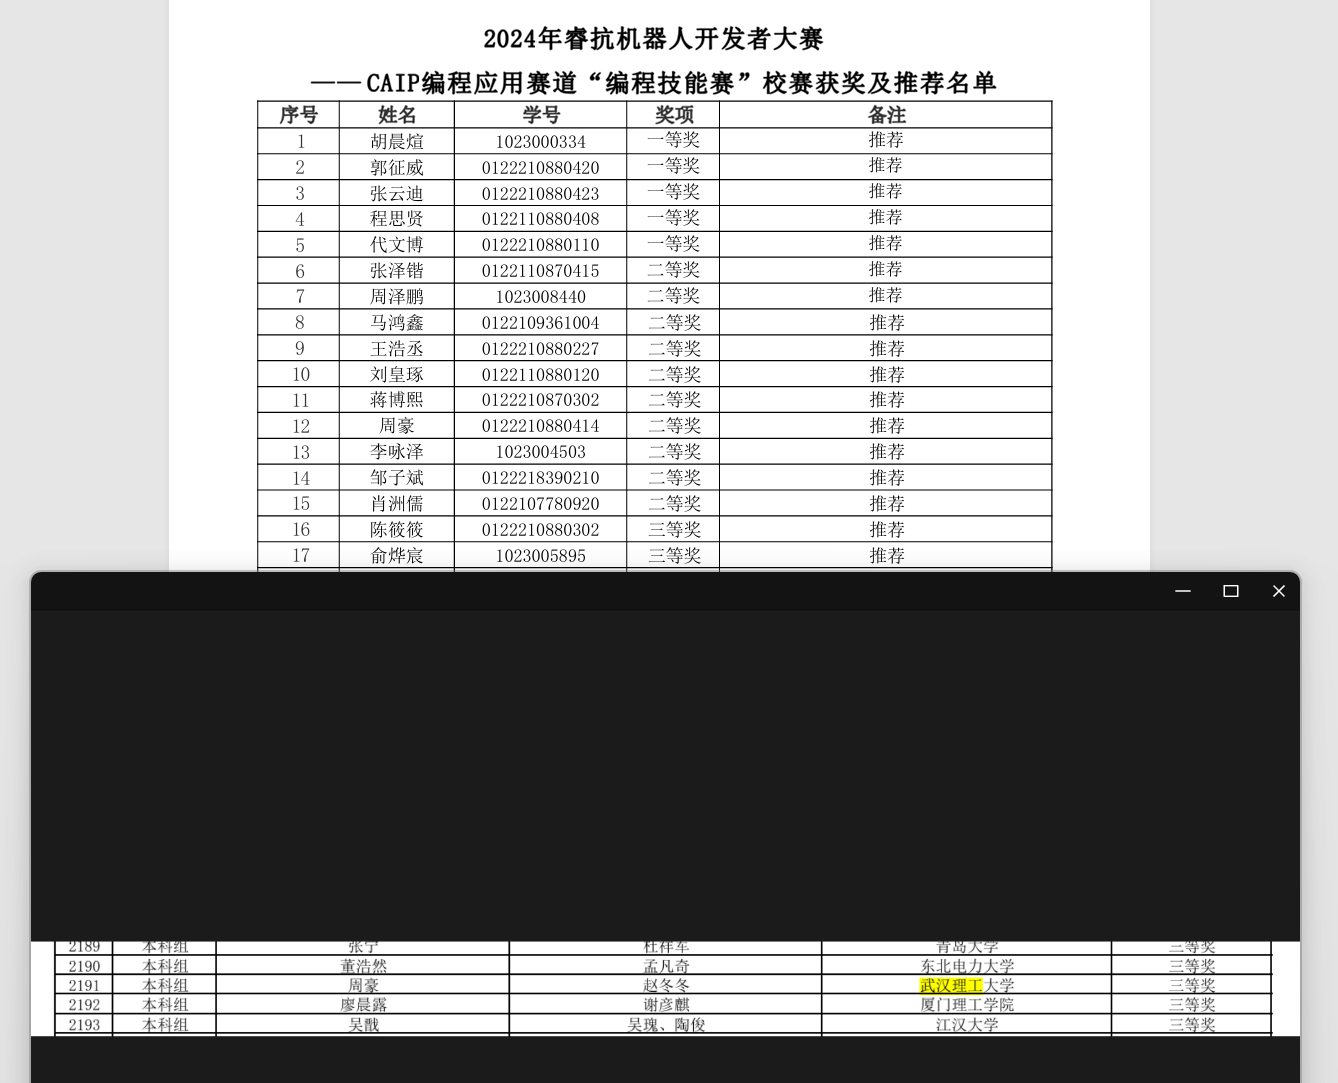 2024年睿抗机器人开发者大赛
——CAIP编程应用赛道“编程技能赛”校赛获奖及推荐名单
序号 姓名 学号 奖项 备注
1 胡晨煊 1023000334 一等奖 推荐
2 郭征威 0122210880420 一等奖 推荐
3 张云迪 0122210880423 一等奖 推荐
4 程思贤 0122110880408 一等奖 推荐
5 代文博 0122210880110 一等奖 推荐
6 张泽锴 0122110870415 二等奖 推荐
7 周泽鹏 1023008440 二等奖 推荐
8 马鸿鑫 0122109361004 二等奖 推荐
9 王浩丞 0122210880227 二等奖 推荐
10 刘皇琢 0122110880120 二等奖 推荐
11 蒋博熙 0122210870302 二等奖 推荐
12 周豪 0122210880414 二等奖 推荐
13 李咏泽 1023004503 二等奖 推荐
14 邹子斌 0122218390210 二等奖 推荐
15 肖洲儒 0122107780920 二等奖 推荐
16 陈筱筱 0122210880302 三等奖 推荐
17 俞烨宸 1023005895 三等奖 推荐
2189 本科组 张宁 杜祥军 青岛大学 三等奖
2190 本科组 董浩然 孟凡奇 东北电力大学 三等奖
2191 本科组 周豪 赵冬冬 武汉理工大学 三等奖
2192 本科组 廖晨露 谢彦麒 厦门理工学院 三等奖
2193 本科组 吴戬 吴瑰、陶俊 江汉大学 三等奖